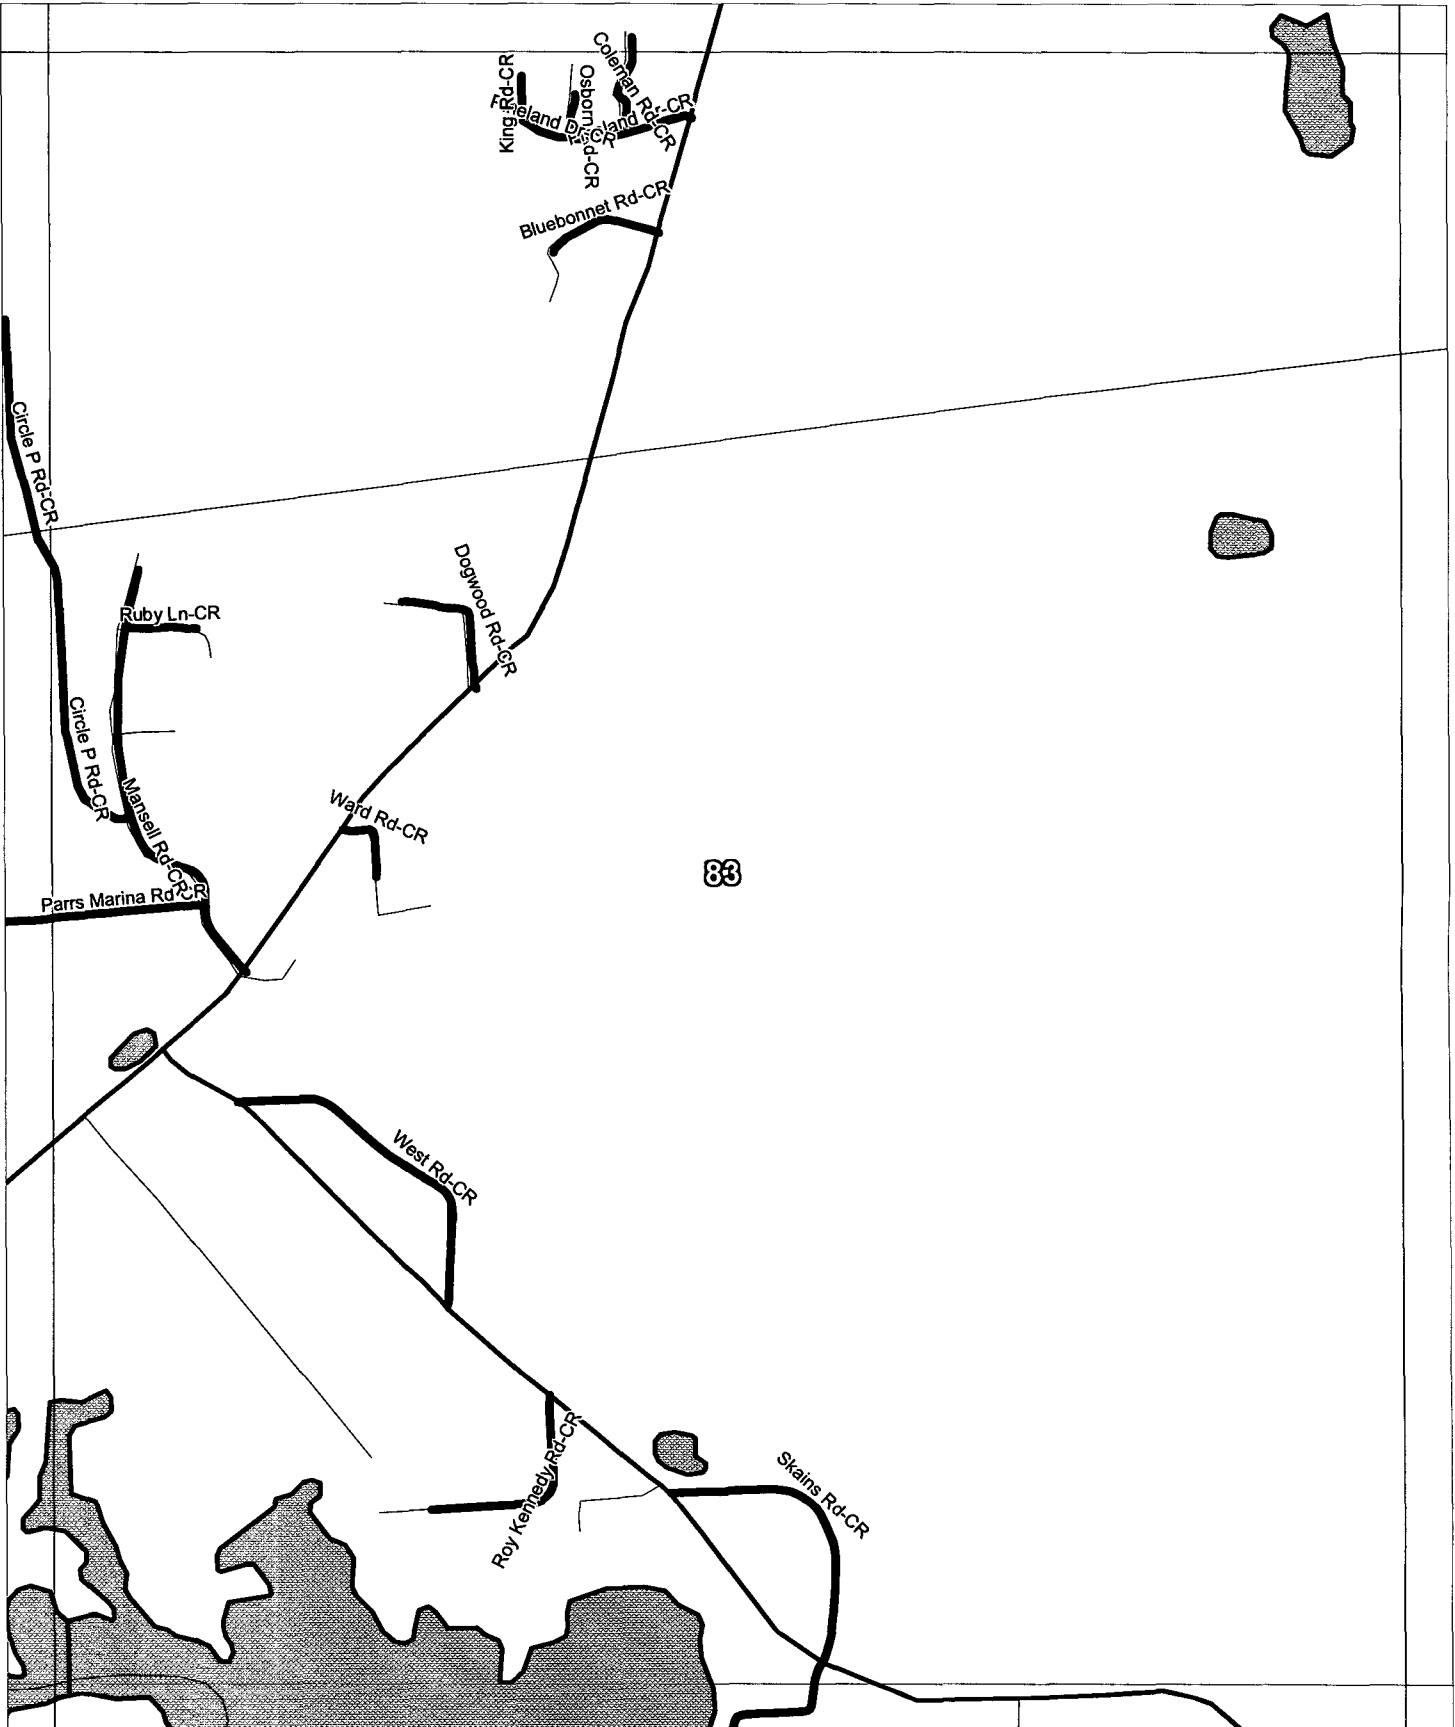 Coleman Rd-CR
King Rd-CR
Osborn Rd-CR
Bluebonnet Rd-CR
Circle P Rd-CR
Dogwood Rd-CR
Ruby Ln-CR
Circle P Rd-CR
Mansell Rd-CR
Ward Rd-CR
83
Parrs Marina Rd-CR
West Rd-CR
Roy Kennedy Rd-CR
Skains Rd-CR